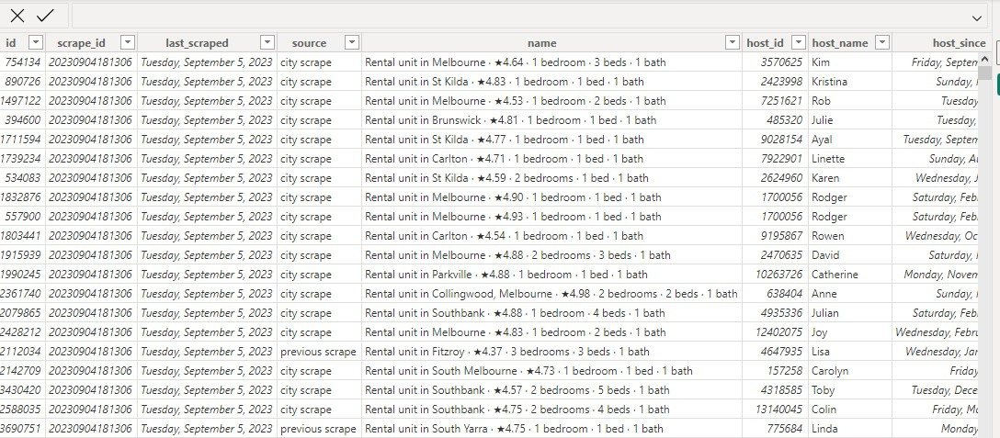 id scrape_id last_scraped source name host_id host_name host_since
754134 20230904181306 Tuesday, September 5, 2023 city scrape Rental unit in Melbourne · ★4.64 · 1 bedroom · 3 beds · 1 bath 3570625 Kim Friday, Septem
890726 20230904181306 Tuesday, September 5, 2023 city scrape Rental unit in St Kilda · ★4.83 · 1 bedroom · 1 bed · 1 bath 2423998 Kristina Sunday,
1497122 20230904181306 Tuesday, September 5, 2023 city scrape Rental unit in Melbourne · ★4.53 · 1 bedroom · 2 beds · 1 bath 7251621 Rob Tuesday
394600 20230904181306 Tuesday, September 5, 2023 city scrape Rental unit in Brunswick · ★4.81 · 1 bedroom · 1 bed · 1 bath 485320 Julie Tuesday,
1711594 20230904181306 Tuesday, September 5, 2023 city scrape Rental unit in St Kilda · ★4.77 · 1 bedroom · 1 bed · 1 bath 9028154 Ayal Tuesday, Septem
1739234 20230904181306 Tuesday, September 5, 2023 city scrape Rental unit in Carlton · ★4.71 · 1 bedroom · 1 bed · 1 bath 7922901 Linette Sunday, Au
534083 20230904181306 Tuesday, September 5, 2023 city scrape Rental unit in St Kilda · ★4.59 · 2 bedrooms · 1 bed · 1 bath 2624960 Karen Wednesday, J
1832876 20230904181306 Tuesday, September 5, 2023 city scrape Rental unit in Melbourne · ★4.90 · 1 bedroom · 1 bed · 1 bath 1700056 Rodger Saturday, Feb
557900 20230904181306 Tuesday, September 5, 2023 city scrape Rental unit in Melbourne · ★4.93 · 1 bedroom · 1 bed · 1 bath 1700056 Rodger Saturday, Feb
1803441 20230904181306 Tuesday, September 5, 2023 city scrape Rental unit in Carlton · ★4.54 · 1 bedroom · 1 bed · 1 bath 9195867 Rowen Wednesday, Oc
1915939 20230904181306 Tuesday, September 5, 2023 city scrape Rental unit in Melbourne · ★4.88 · 2 bedrooms · 3 beds · 1 bath 2470635 David Saturday,
1990245 20230904181306 Tuesday, September 5, 2023 city scrape Rental unit in Parkville · ★4.88 · 1 bedroom · 1 bed · 1 bath 10263726 Catherine Monday, Novem
2361740 20230904181306 Tuesday, September 5, 2023 city scrape Rental unit in Collingwood, Melbourne · ★4.98 · 2 bedrooms · 2 beds · 1 bath 638404 Anne Sunday,
2079865 20230904181306 Tuesday, September 5, 2023 city scrape Rental unit in Southbank · ★4.88 · 1 bedroom · 4 beds · 1 bath 4935336 Julian Saturday, Feb
2428212 20230904181306 Tuesday, September 5, 2023 city scrape Rental unit in Melbourne · ★4.83 · 1 bedroom · 2 beds · 1 bath 12402075 Joy Wednesday, Febru
2112034 20230904181306 Tuesday, September 5, 2023 previous scrape Rental unit in Fitzroy · ★4.37 · 3 bedrooms · 3 beds · 1 bath 4647935 Lisa Wednesday, Jan
2142709 20230904181306 Tuesday, September 5, 2023 city scrape Rental unit in South Melbourne · ★4.73 · 1 bedroom · 1 bed · 1 bath 157258 Carolyn Friday
3430420 20230904181306 Tuesday, September 5, 2023 city scrape Rental unit in Southbank · ★4.57 · 2 bedrooms · 5 beds · 1 bath 4318585 Toby Tuesday, Dece
2588035 20230904181306 Tuesday, September 5, 2023 city scrape Rental unit in Southbank · ★4.75 · 2 bedrooms · 4 beds · 1 bath 13140045 Colin Friday, Ma
3690751 20230904181306 Tuesday, September 5, 2023 previous scrape Rental unit in South Yarra · ★4.75 · 1 bedroom · 1 bed · 1 bath 775684 Linda Monday